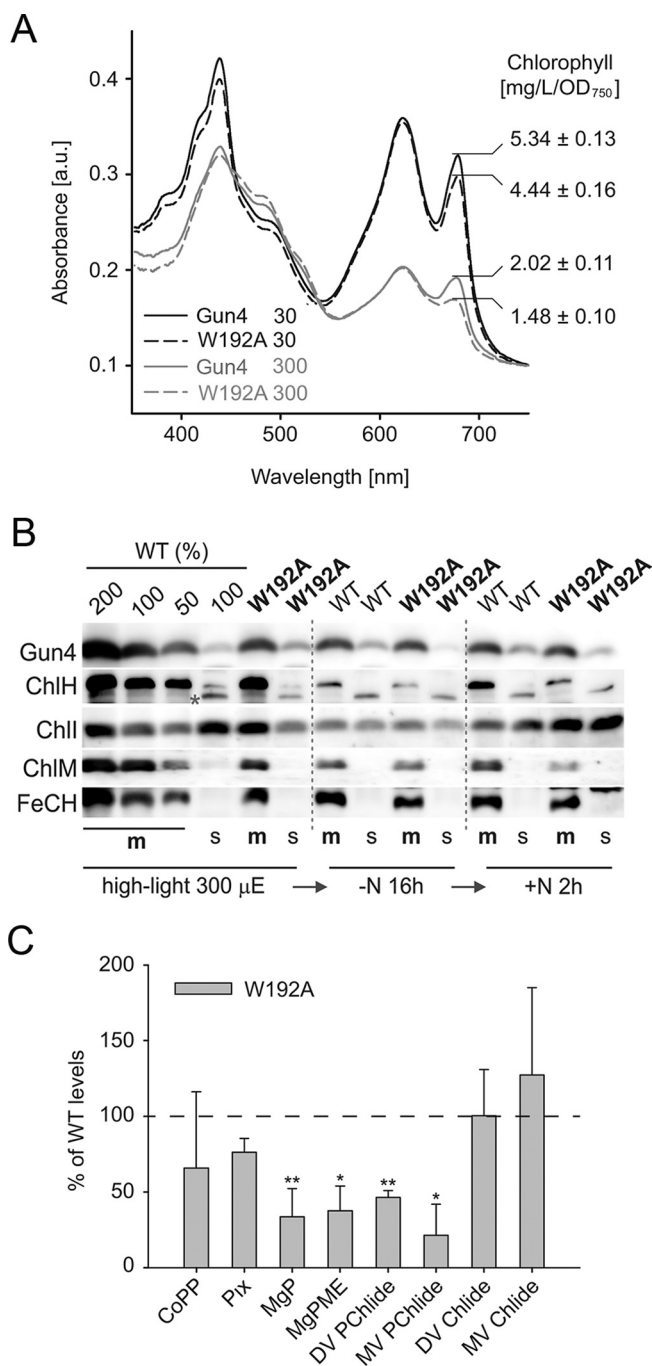 A
Chlorophyll
[mg/L/OD750]
0.4
0.3
0.2
0.1
Absorbance [a.u.]
5.34 ± 0.13
4.44 ± 0.16
2.02 ± 0.11
1.48 ± 0.10
Gun4 30
W192A 30
Gun4 300
W192A 300
400 500 600 700
Wavelength [nm]
B
WT (%)
200 100 50 100 W192A W192A WT WT W192A W192A WT WT W192A W192A
Gun4
ChlH
*
ChlI
ChlM
FeCH
m s m s m s m s m s m s
high-light 300 µE → -N 16h → +N 2h
C
200
150
100
50
0
% of WT levels
W192A
** * ** *
CoPP PIX MgP MgPME DV PChlide MV PChlide DV Chlide MV Chlide